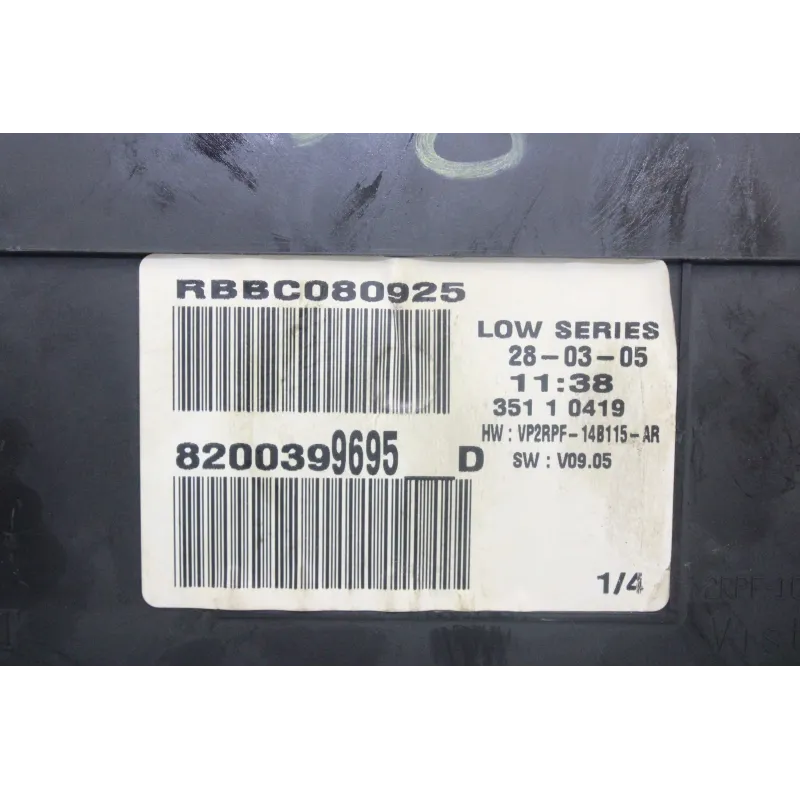 RBBC080925
LOW SERIES
28-03-05
11:38
351 1 0419
HW : VP2RPF-14B115-AR
SW : V09.05
8200399695___D
1/4